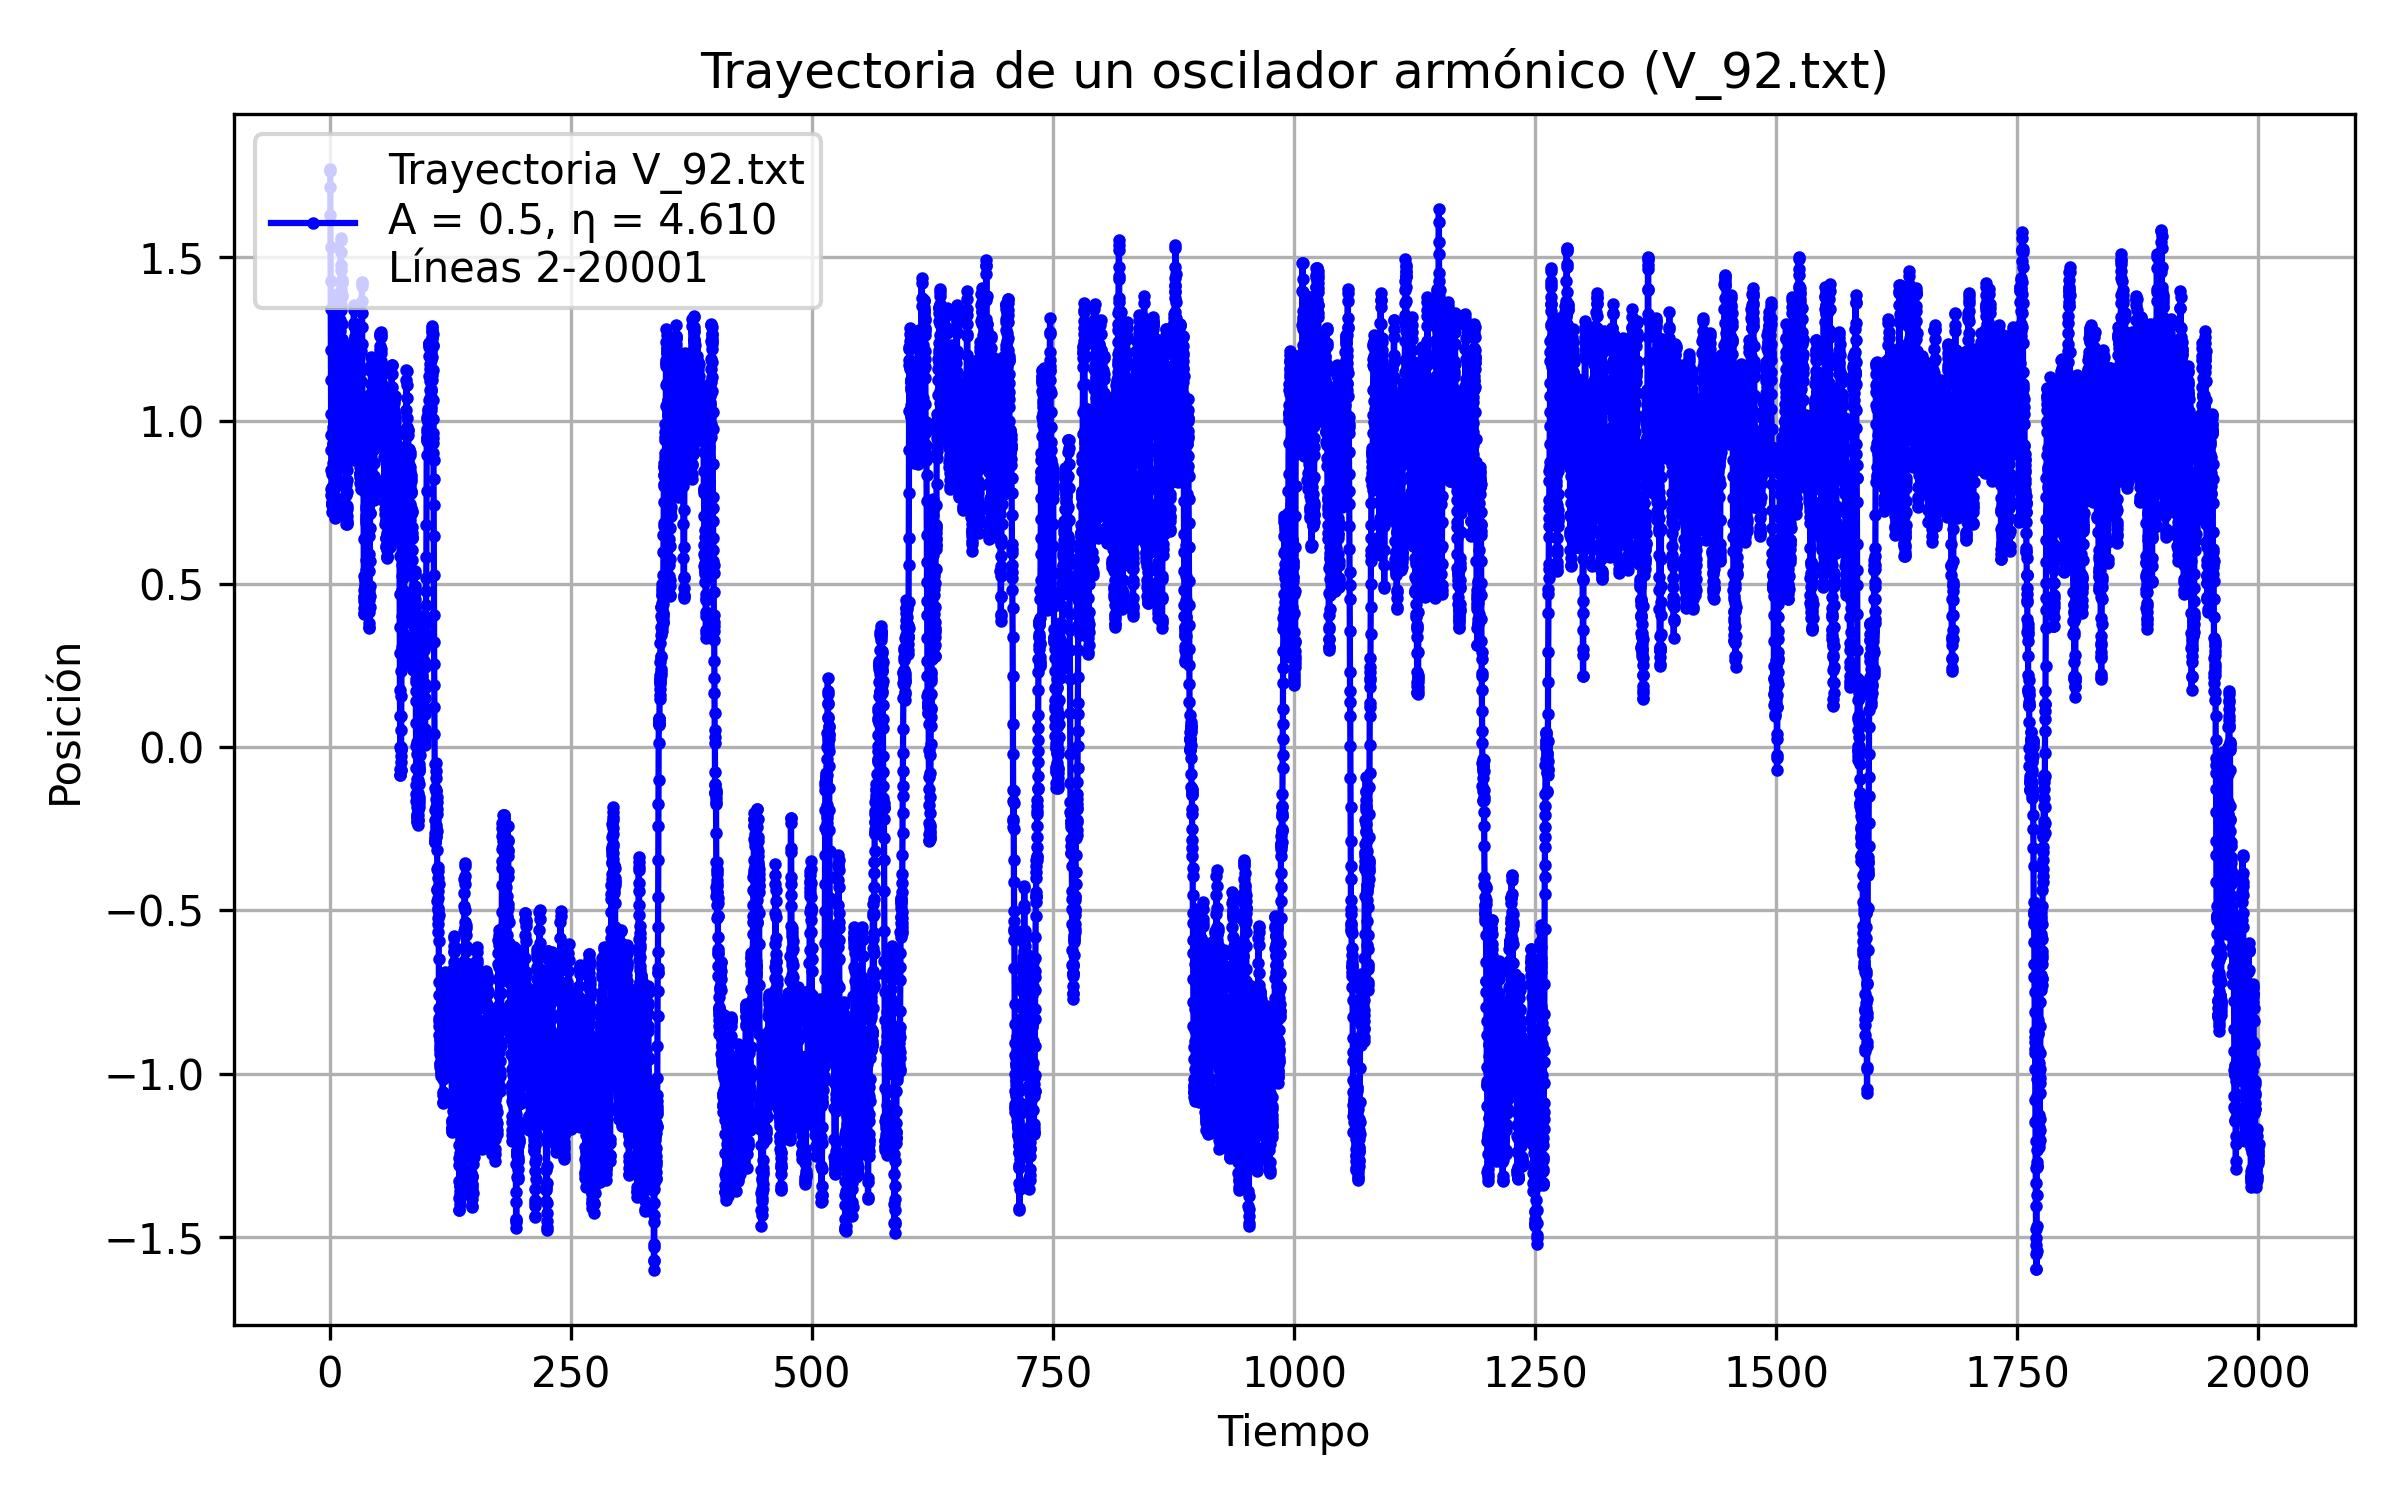 Trayectoria de un oscilador armónico (V_92.txt)
Trayectoria V_92.txt
A = 0.5, η = 4.610
Líneas 2-20001
1.5
1.0
0.5
0.0
−0.5
−1.0
−1.5
Posición
0 250 500 750 1000 1250 1500 1750 2000
Tiempo